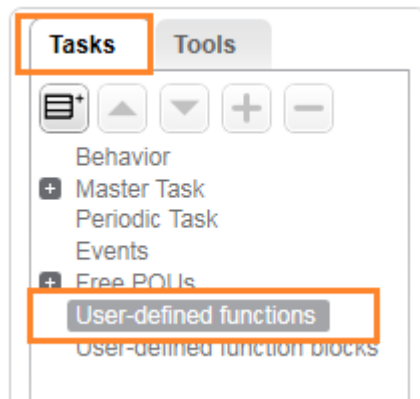 Tasks Tools
Behavior
Master Task
Periodic Task
Events
Free POUs
User-defined functions
User-defined function blocks